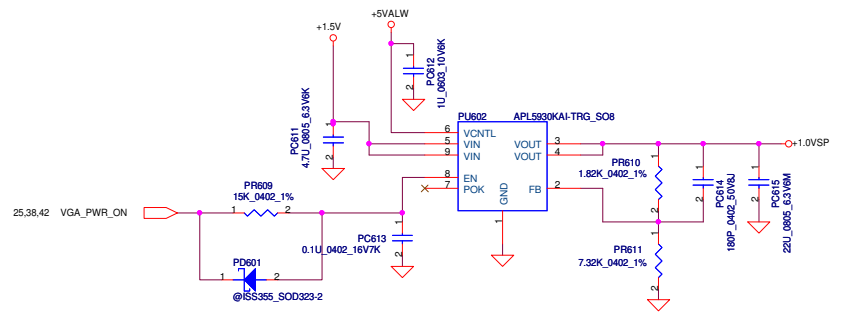 +5VALW
+1.5V
1
2
PC612
1U_0603_10V6K
PU602 APL5930KAI-TRG_SO8
1
2
PC611
4.7U_0805_6.3V6K
6 VCNTL
5 VIN
9 VIN
VOUT 3
VOUT 4
+1.0VSP
8 EN
7 POK
GND
1
FB 2
PR610
1.82K_0402_1%
1
2
1
2
PC614
180P_0402_50V8J
1
2
PC615
22U_0805_6.3V6M
PR609
15K_0402_1%
1
2
25,38,42 VGA_PWR_ON
1
2
PC613
0.1U_0402_16V7K
PR611
7.32K_0402_1%
1
2
PD601
1
2
@ISS355_SOD323-2